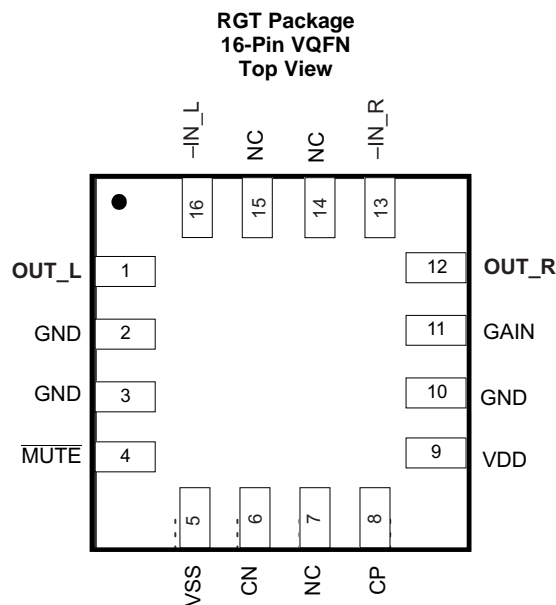 RGT Package
16-Pin VQFN
Top View
–IN_L
NC
NC
–IN_R
16
15
14
13
OUT_L
1
12
OUT_R
GND
2
11
GAIN
GND
3
10
GND
MUTE
4
9
VDD
5
6
7
8
VSS
CN
NC
CP